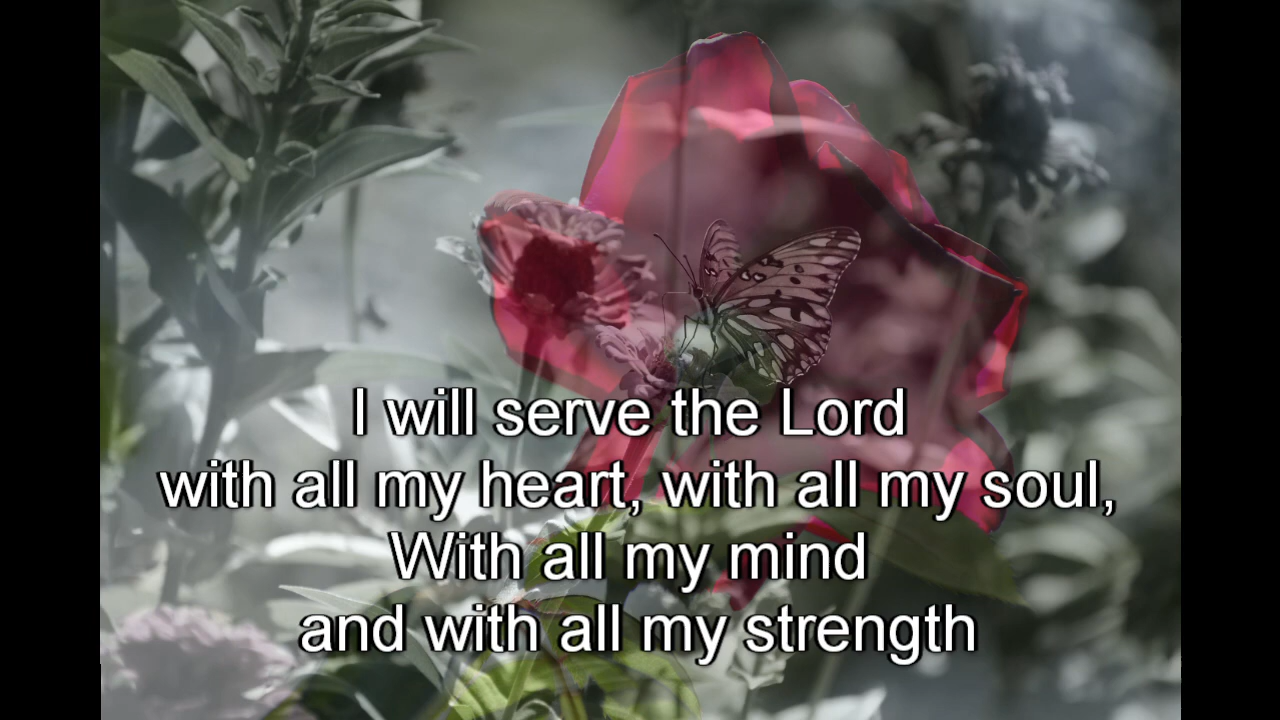 I will serve the Lord
with all my heart, with all my soul,
With all my mind
and with all my strength